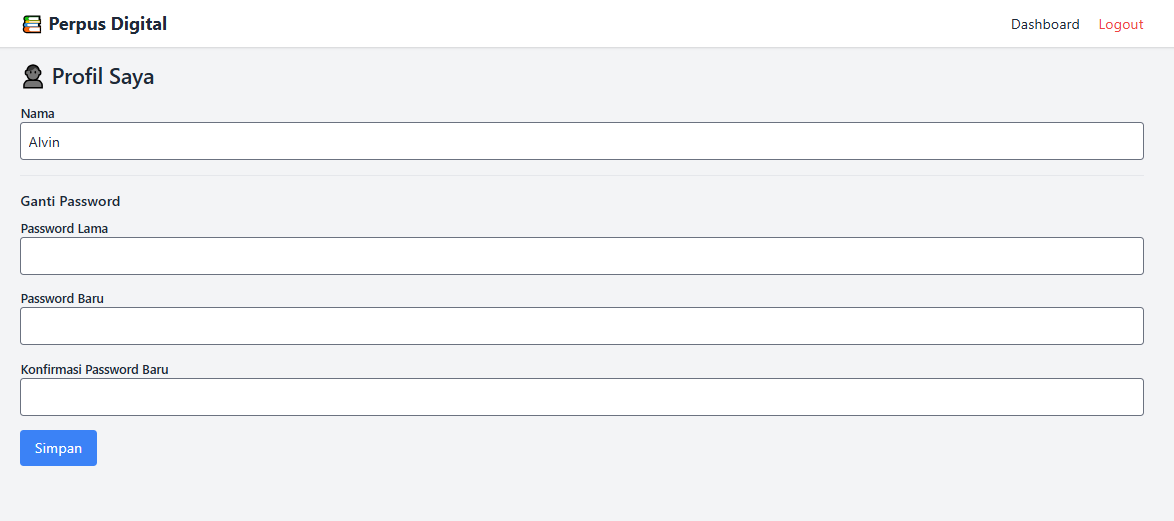 Perpus Digital
Dashboard
Logout
Profil Saya
Nama
Alvin
Ganti Password
Password Lama
Password Baru
Konfirmasi Password Baru
Simpan